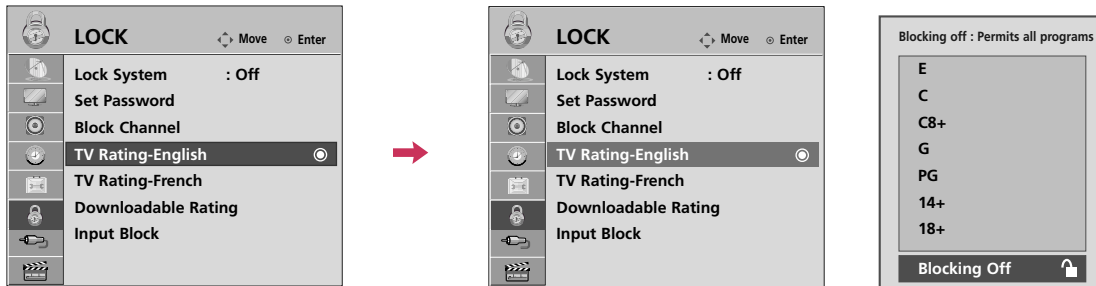 LOCK
Move Enter
Lock System : Off
Set Password
Block Channel
TV Rating-English
TV Rating-French
Downloadable Rating
Input Block
LOCK
Move Enter
Lock System : Off
Set Password
Block Channel
TV Rating-English
TV Rating-French
Downloadable Rating
Input Block
Blocking off : Permits all programs
E
C
C8+
G
PG
14+
18+
Blocking Off